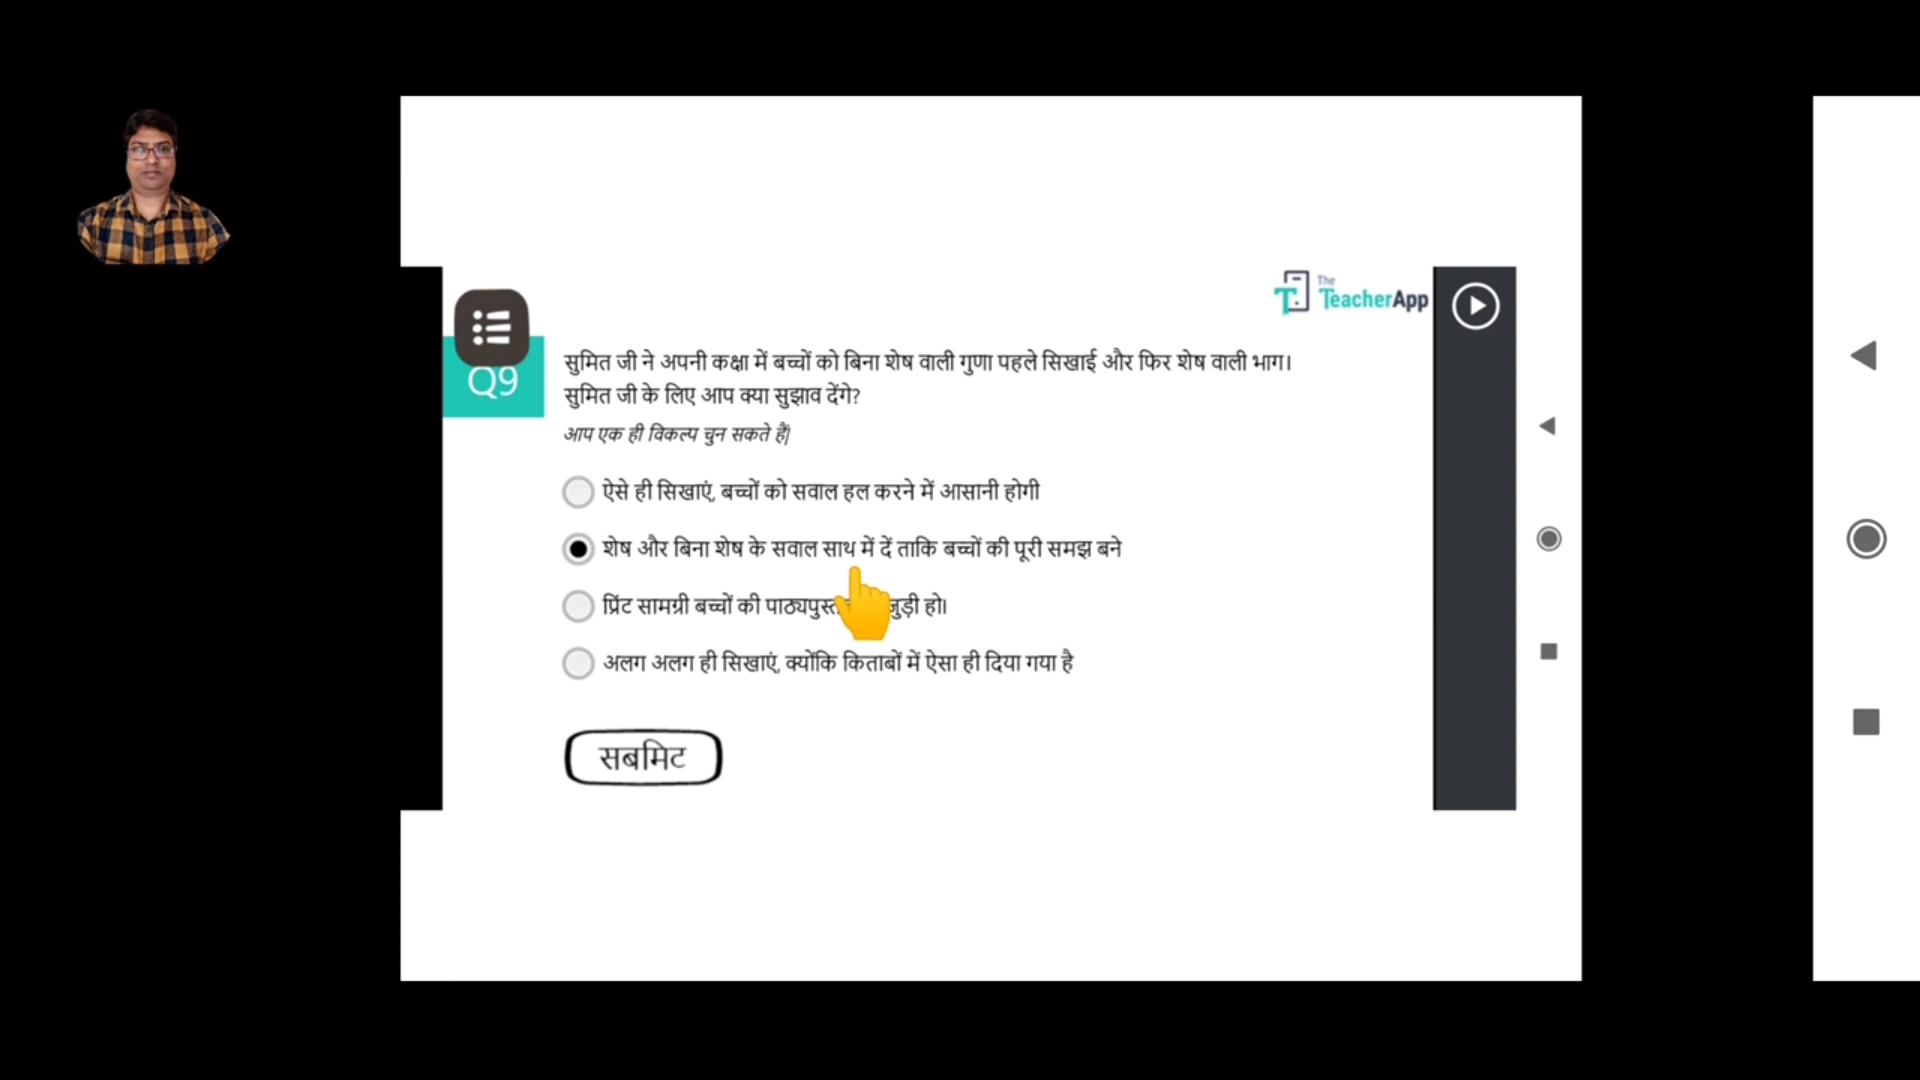 The
TeacherApp
Q9
सुमित जी ने अपनी कक्षा में बच्चों को बिना शेष वाली गुणा पहले सिखाई और फिर शेष वाली भाग।
सुमित जी के लिए आप क्या सुझाव देंगे?
आप एक ही विकल्प चुन सकते हैं|
ऐसे ही सिखाएं, बच्चों को सवाल हल करने में आसानी होगी
शेष और बिना शेष के सवाल साथ में दें ताकि बच्चों की पूरी समझ बने
प्रिंट सामग्री बच्चों की हो।
अलग अलग ही सिखाएं, क्योंकि किताबों में ऐसा ही दिया गया है
सबमिट